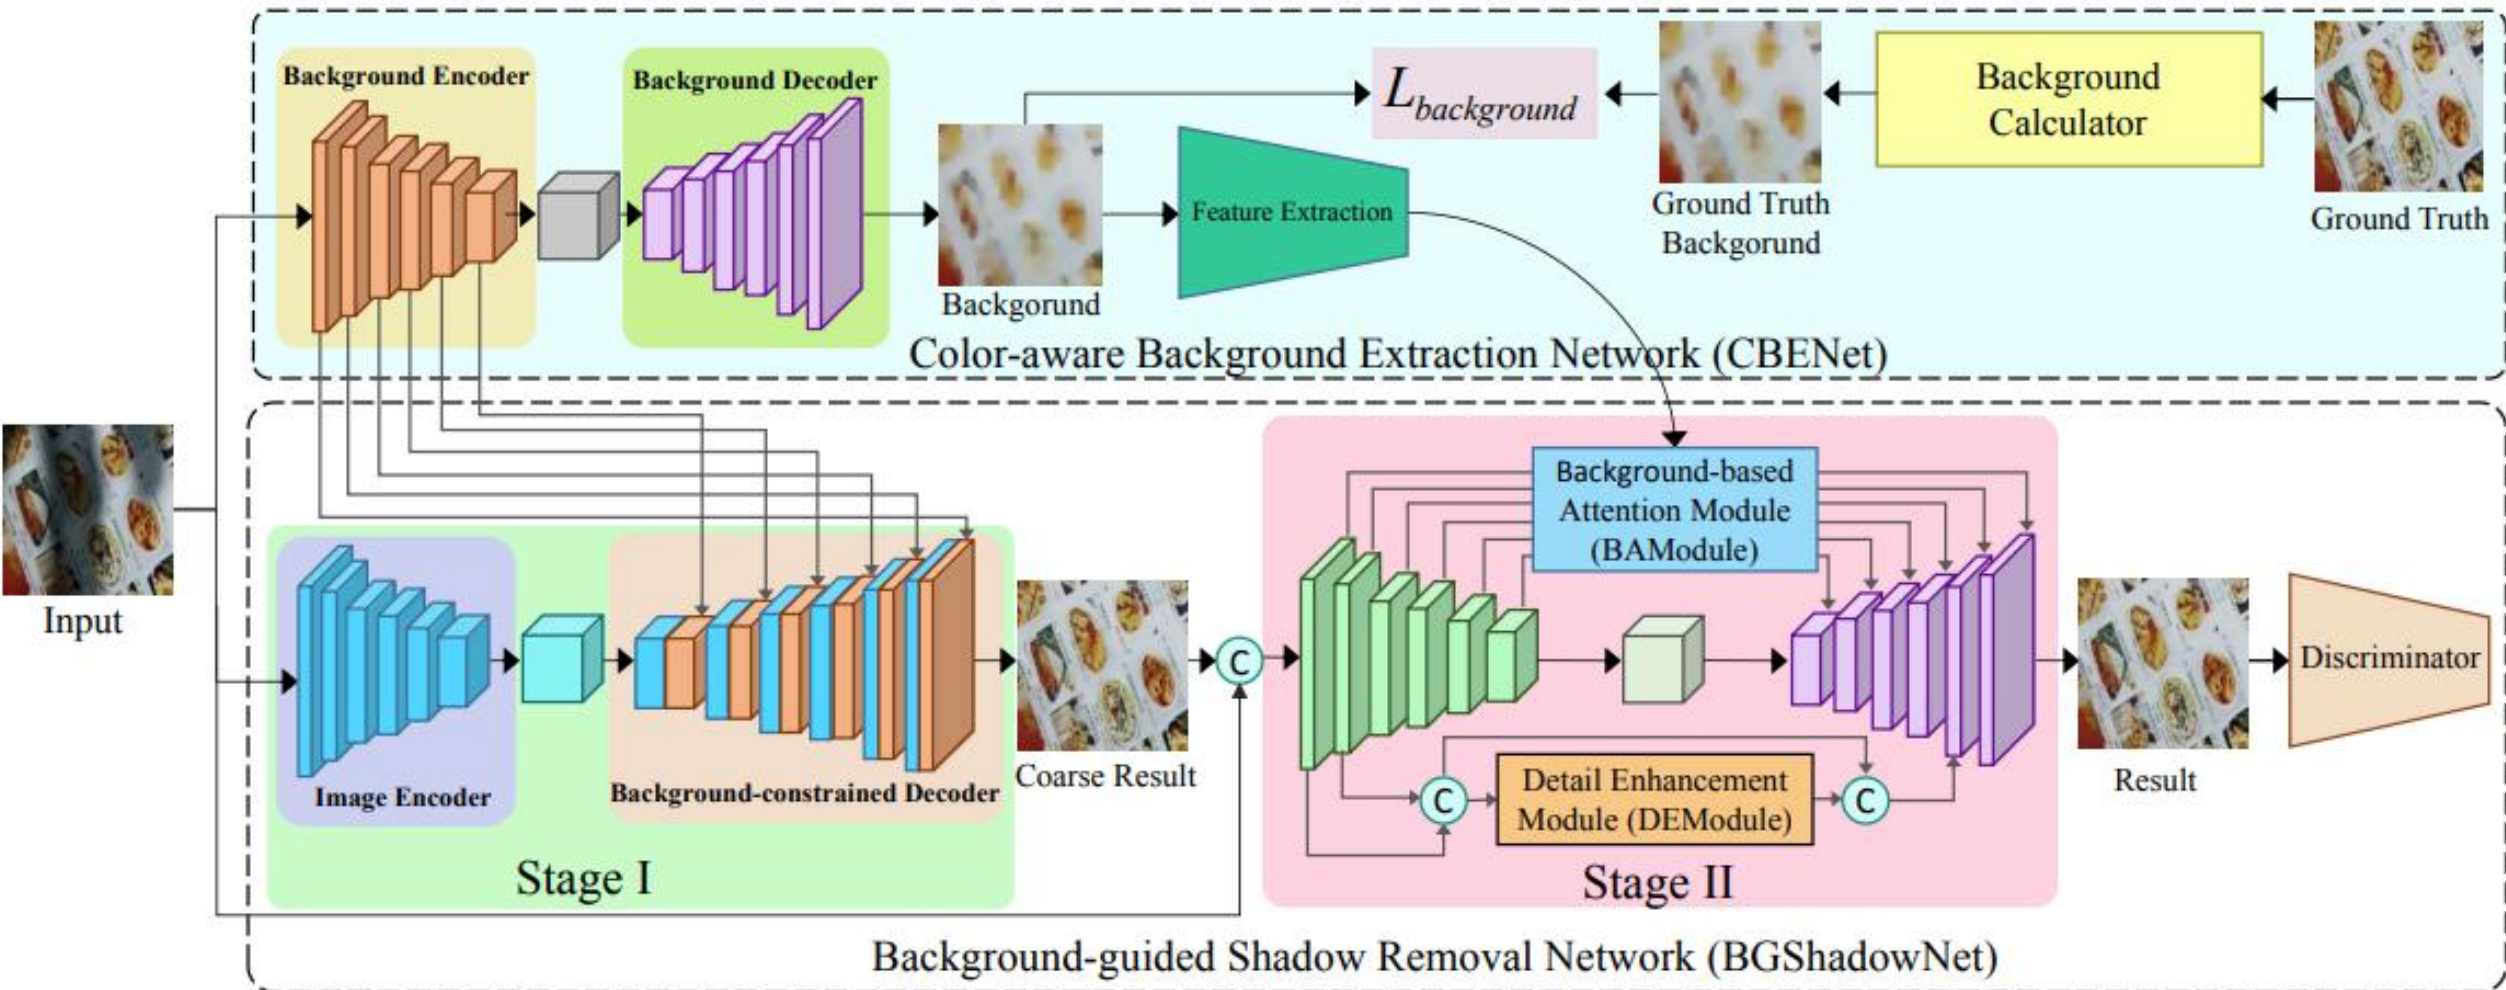 Background Encoder
Background Decoder
L background
Background
Calculator
Feature Extraction
Ground Truth
Backgorund
Ground Truth
Backgorund
Color-aware Background Extraction Network (CBENet)
Input
Background-based
Attention Module
(BAModule)
C
Discriminator
Image Encoder
Background-constrained Decoder
Coarse Result
C
Detail Enhancement
Module (DEModule)
C
Result
Stage I
Stage II
Background-guided Shadow Removal Network (BGShadowNet)